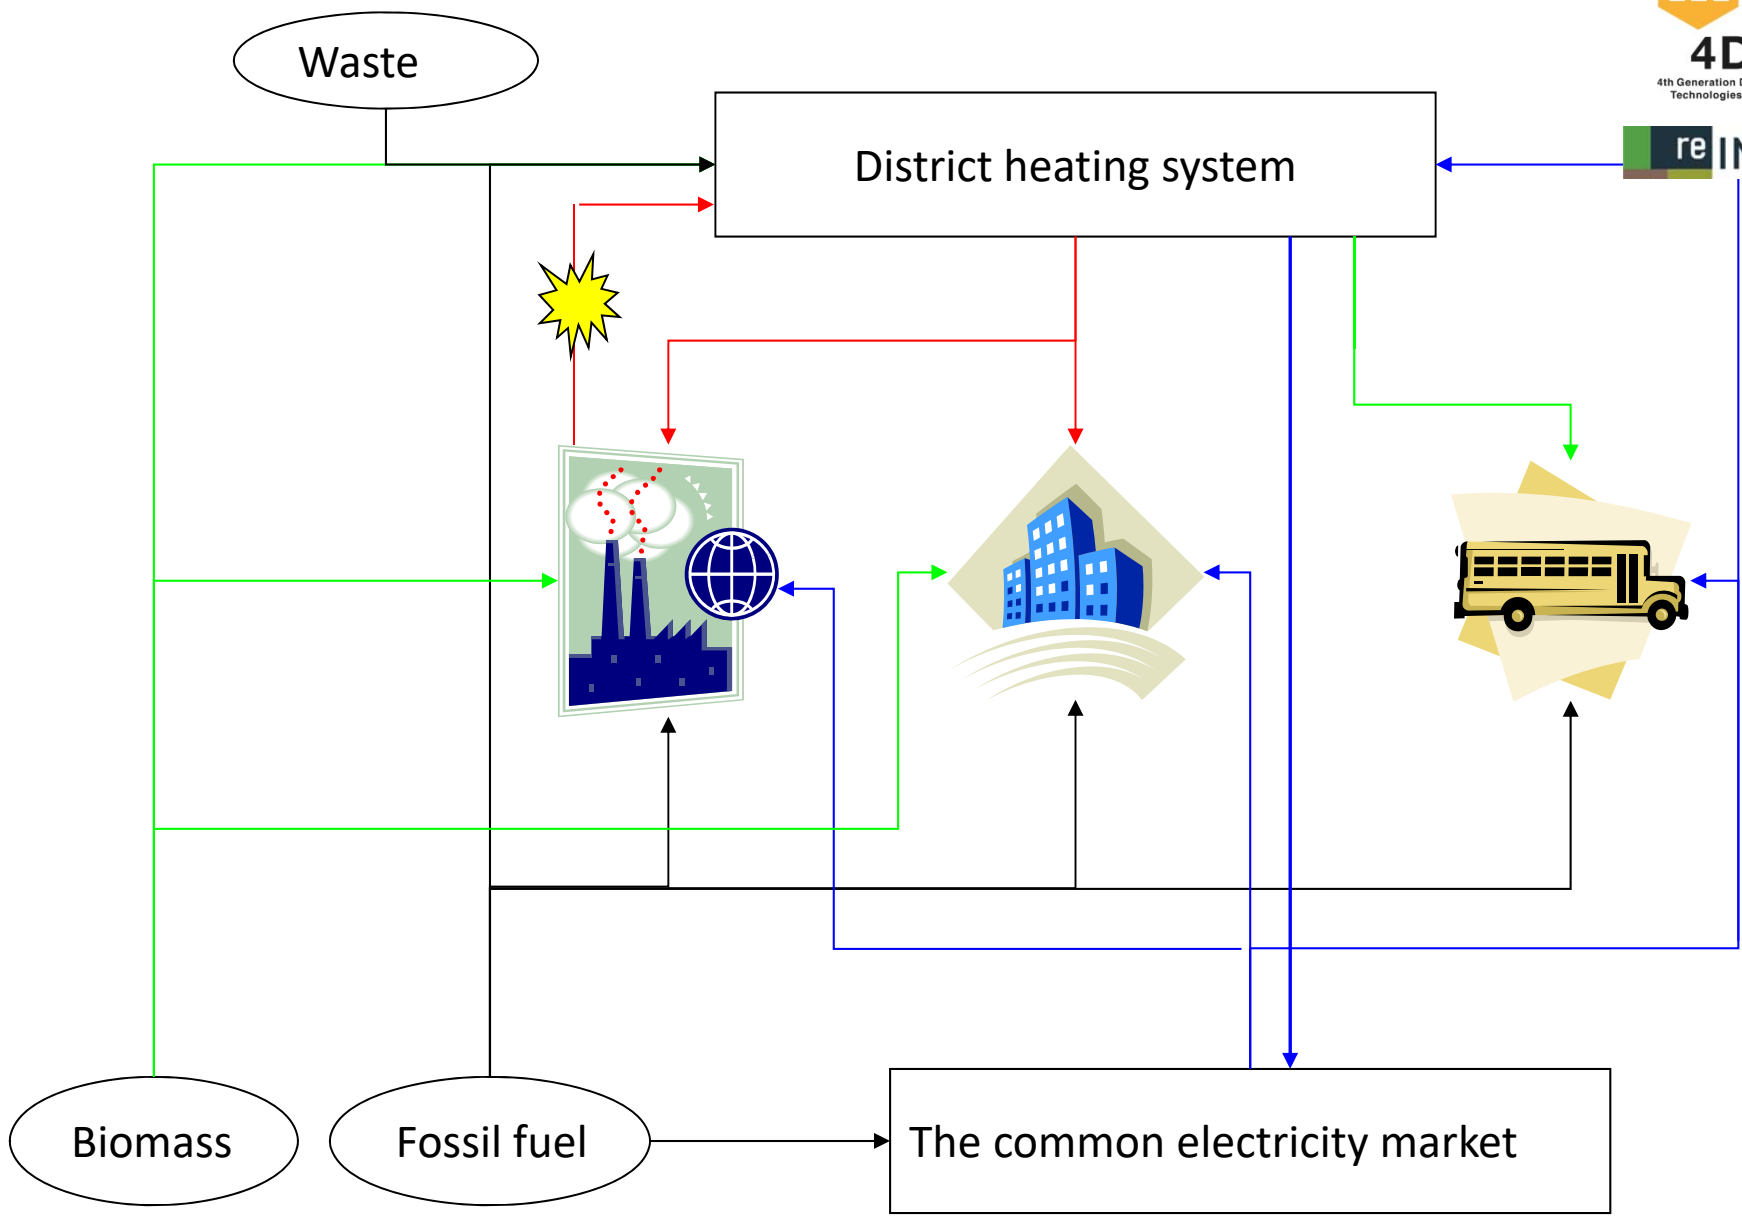 Waste
4D
4th Generation
Technologies
District heating system
re
Biomass
Fossil fuel
The common electricity market